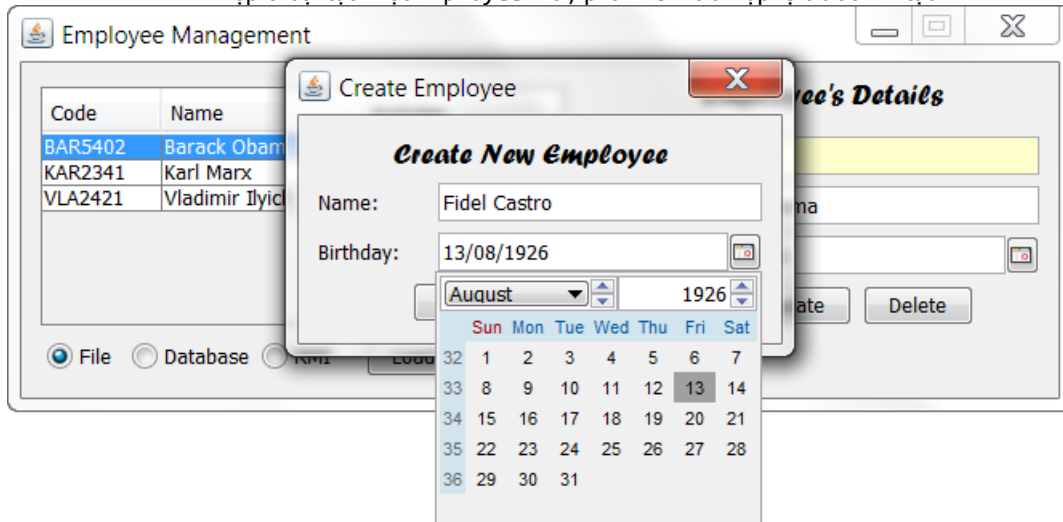 Employee Management
Create Employee
Code Name
BAR5402 Barack Obam
KAR2341 Karl Marx
VLA2421 Vladimir Ilyic
Create New Employee
Name: Fidel Castro
Birthday: 13/08/1926
August 1926
Sun Mon Tue Wed Thu Fri Sat
32 1 2 3 4 5 6 7
33 8 9 10 11 12 13 14
34 15 16 17 18 19 20 21
35 22 23 24 25 26 27 28
36 29 30 31
ee's Details
ma
ate Delete
File Database